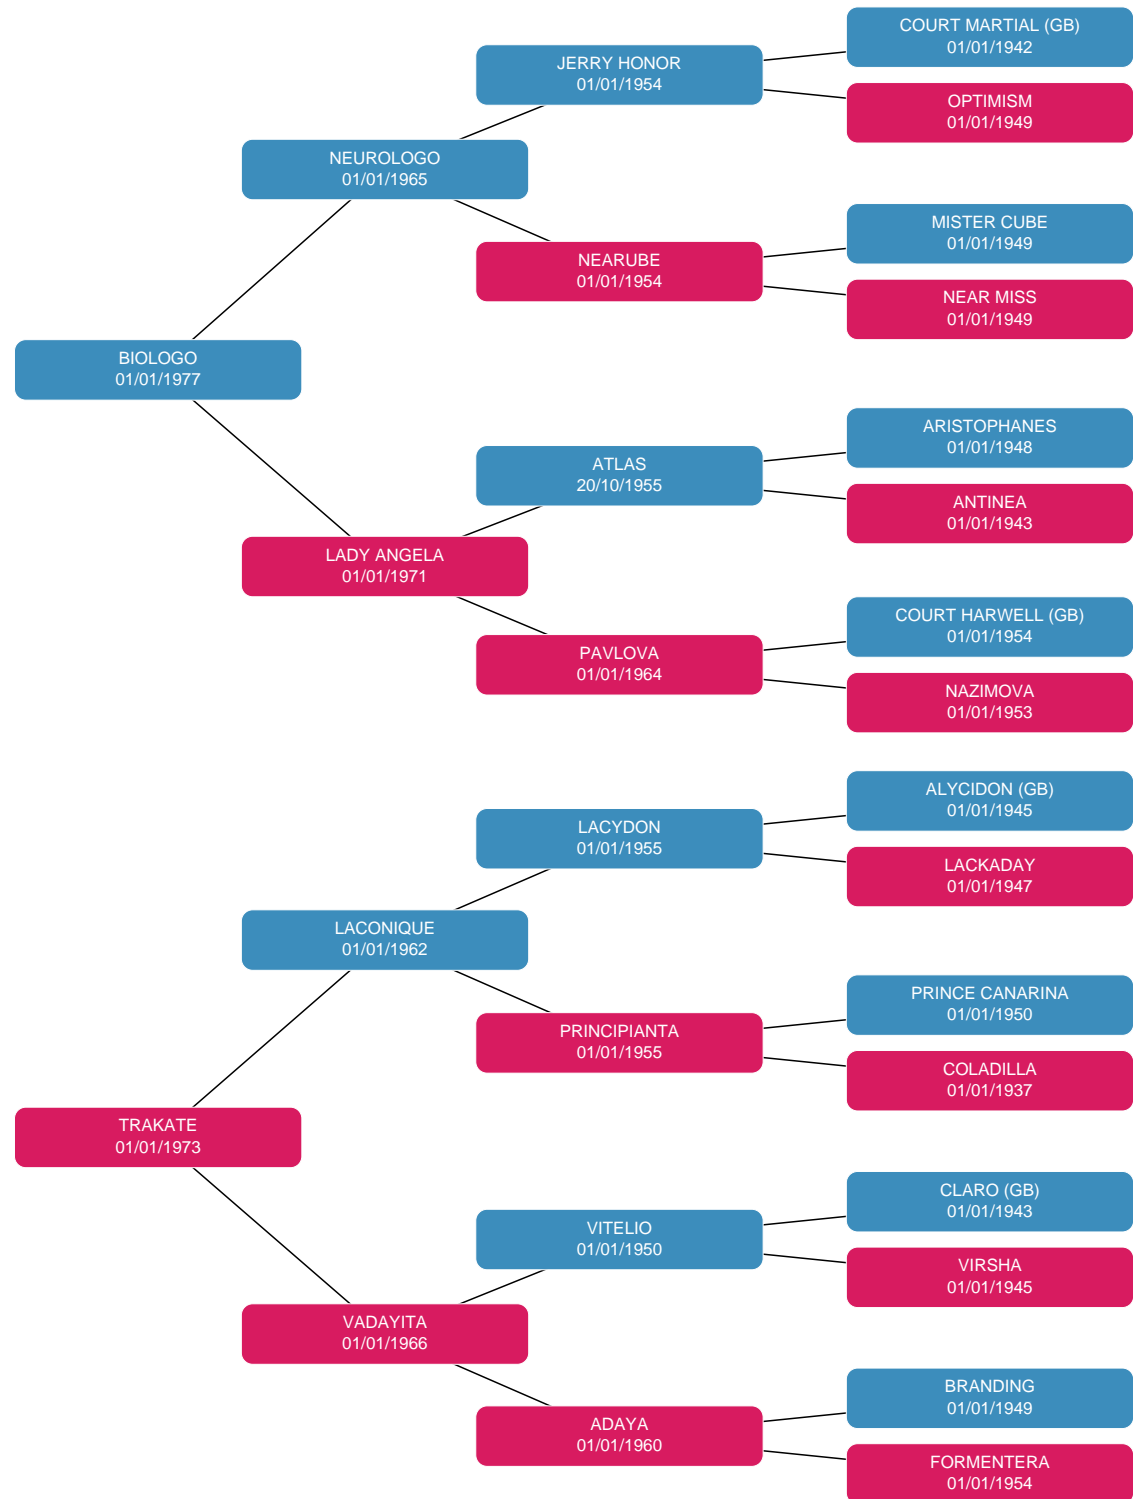 COURT MARTIAL (GB)
01/01/1942
JERRY HONOR
01/01/1954
OPTIMISM
01/01/1949
NEUROLOGO
01/01/1965
MISTER CUBE
01/01/1949
NEARUBE
01/01/1954
NEAR MISS
01/01/1949
BIOLOGO
01/01/1977
ARISTOPHANES
01/01/1948
ATLAS
20/10/1955
ANTINEA
01/01/1943
LADY ANGELA
01/01/1971
COURT HARWELL (GB)
01/01/1954
PAVLOVA
01/01/1964
NAZIMOVA
01/01/1953
ALYCIDON (GB)
01/01/1945
LACYDON
01/01/1955
LACKADAY
01/01/1947
LACONIQUE
01/01/1962
PRINCE CANARINA
01/01/1950
PRINCIPIANTA
01/01/1955
COLADILLA
01/01/1937
TRAKATE
01/01/1973
CLARO (GB)
01/01/1943
VITELIO
01/01/1950
VIRSHA
01/01/1945
VADAYITA
01/01/1966
BRANDING
01/01/1949
ADAYA
01/01/1960
FORMENTERA
01/01/1954